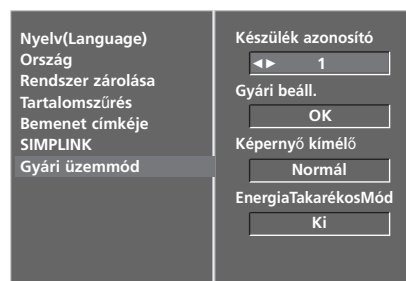 Nyelv(Language)
Ország
Rendszer zárolása
Tartalomszűrés
Bemenet címkéje
SIMPLINK
Gyári üzemmód
Készülék azonosító
◄► 1
Gyári beáll.
OK
Képernyő kímélő
Normál
EnergiaTakarékosMód
Ki